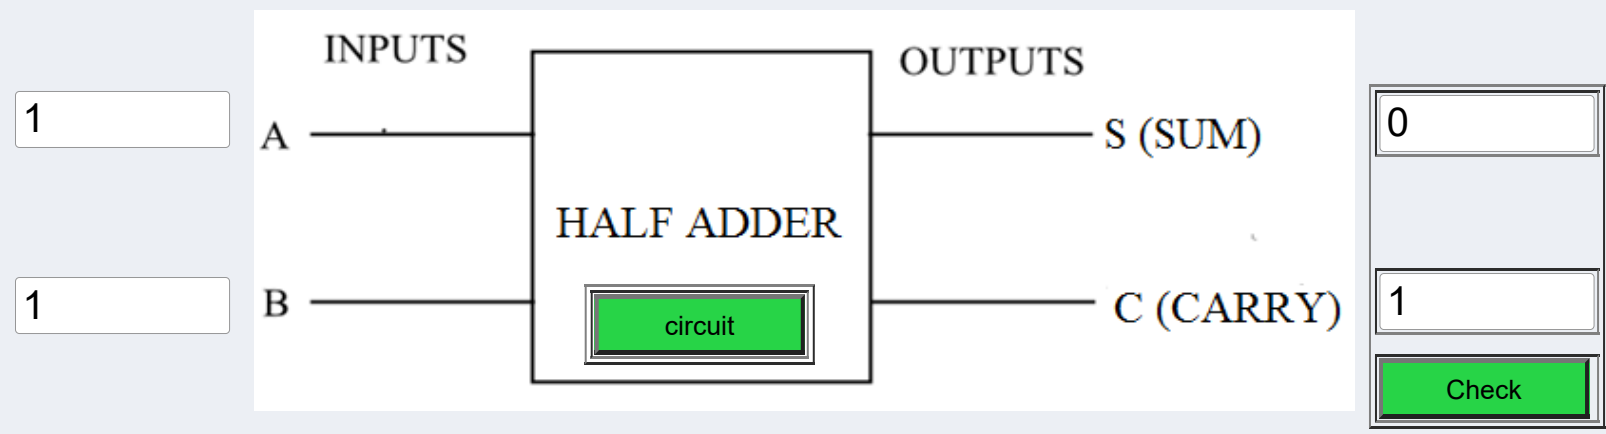 INPUTS
OUTPUTS
1
A
S (SUM)
0
HALF ADDER
1
B
circuit
C (CARRY)
1
Check